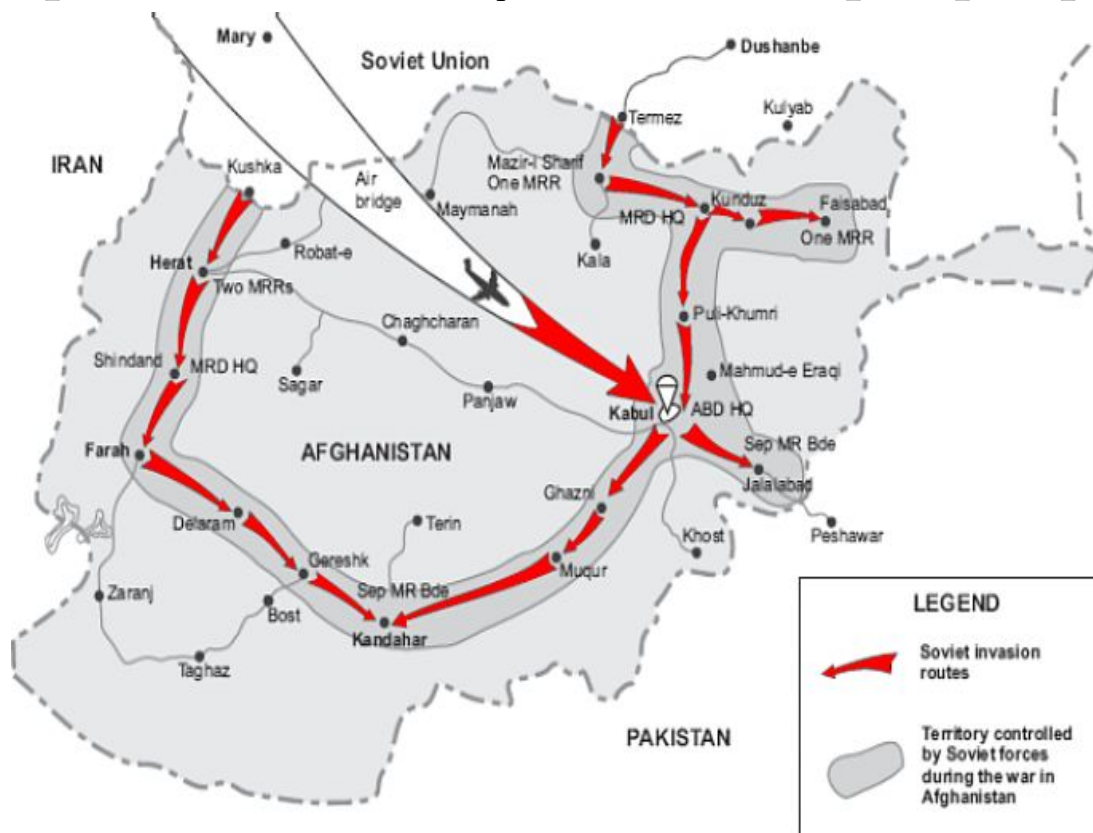 Mary
Soviet Union
Dushanbe
Kulyab
Termez
IRAN
Kushka
Air
bridge
Mazir-i Sharif
One MRR
Maymanah
Kunduz
Faisabad
MRD HQ
One MRR
Robat-e
Kala
Herat
Two MRRs
Puli-Khumri
Chaghcharan
Shindand
MRD HQ
Sagar
Mahmud-e Eraqi
Panjaw
Kabul
ABD HQ
Farah
AFGHANISTAN
Sep MR Bde
Jalalabad
Ghazni
Delaram
Terin
Khost
Peshawar
Gereshk
Muqur
Zaranj
Sep MR Bde
Bost
Kandahar
Taghaz
PAKISTAN
LEGEND
Soviet invasion
routes
Territory controlled
by Soviet forces
during the war in
Afghanistan